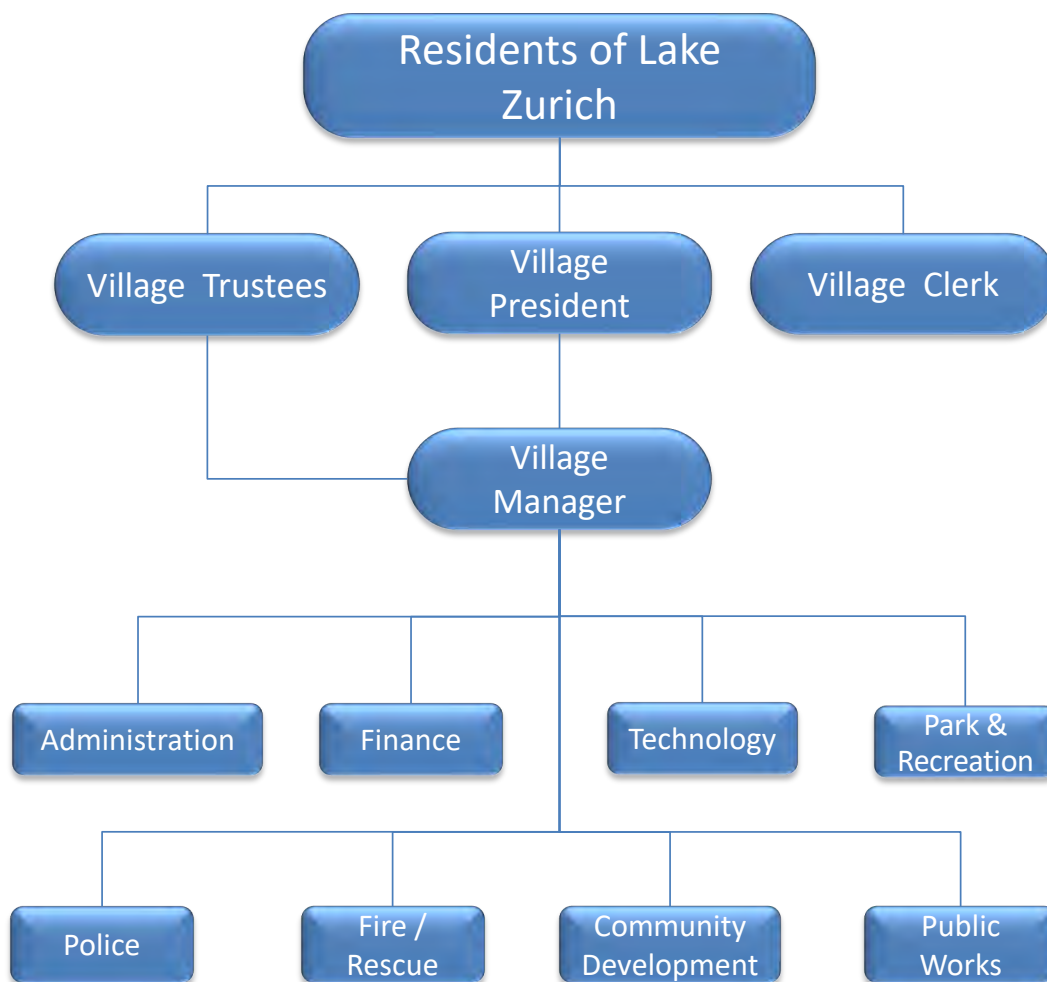 Residents of Lake
Zurich
Village Trustees
Village
President
Village Clerk
Village
Manager
Administration
Finance
Technology
Park &
Recreation
Police
Fire /
Rescue
Community
Development
Public
Works